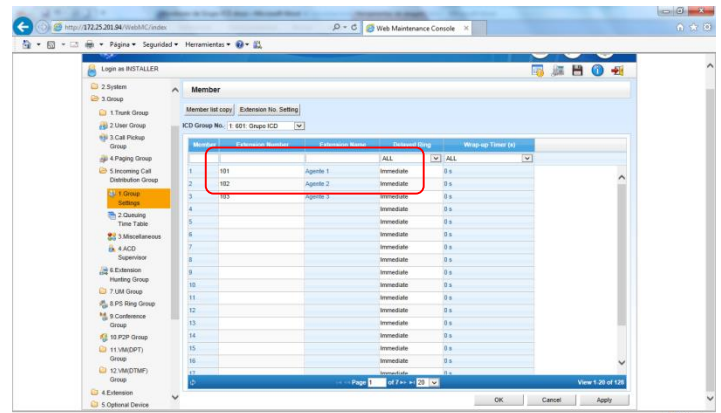 http://172.25.201.94/WebMC/index
Web Maintenance Console
Página
Seguridad
Herramientas
Login as INSTALLER
2.System
3.Group
1.Trunk Group
2.User Group
3.Call Pickup
Group
4.Paging Group
5.Incoming Call
Distribution Group
1.Group
Settings
2.Queuing
Time Table
3.Miscellaneous
4.ACD
Supervisor
6.Extension
Hunting Group
7.UM Group
8.PS Ring Group
9.Conference
Group
10.P2P Group
11.VM(DPT)
Group
12.VM(DTMF)
Group
4.Extension
5.Optional Device
Member
Member list copy Extension No. Setting
ICD Group No.: 1: 601: Grupo ICD
Member Extension Number Extension Name Delayed Ring Wrap-up Timer (s)
ALL ALL
1 101 Agente 1 Immediate 0 s
2 102 Agente 2 Immediate 0 s
3 103 Agente 3 Immediate 0 s
4 Immediate 0 s
5 Immediate 0 s
6 Immediate 0 s
7 Immediate 0 s
8 Immediate 0 s
9 Immediate 0 s
10 Immediate 0 s
11 Immediate 0 s
12 Immediate 0 s
13 Immediate 0 s
14 Immediate 0 s
15 Immediate 0 s
16 Immediate 0 s
17 Immediate 0 s
Page 1 of 7 20 View 1-20 of 128
OK Cancel Apply